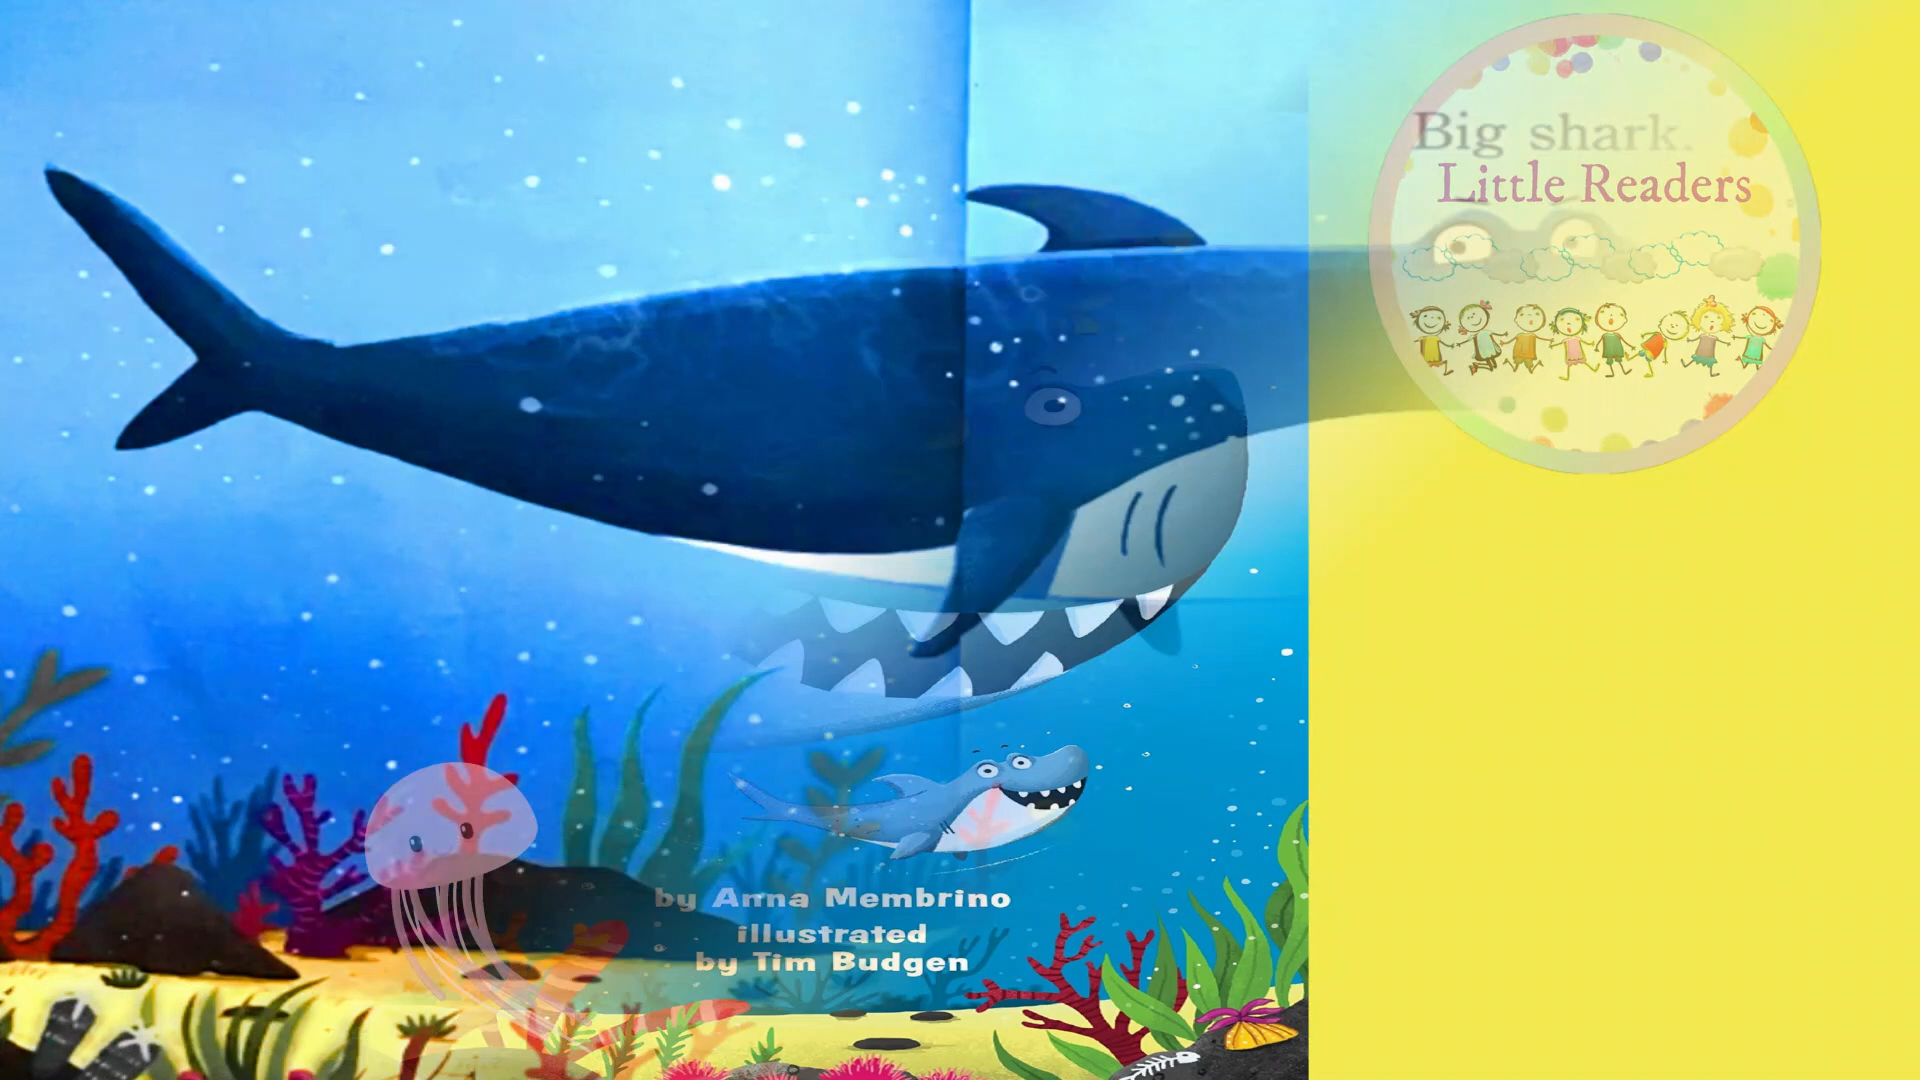 Big shark.
Little Readers
by Anna Membrino
illustrated
by Tim Budgen